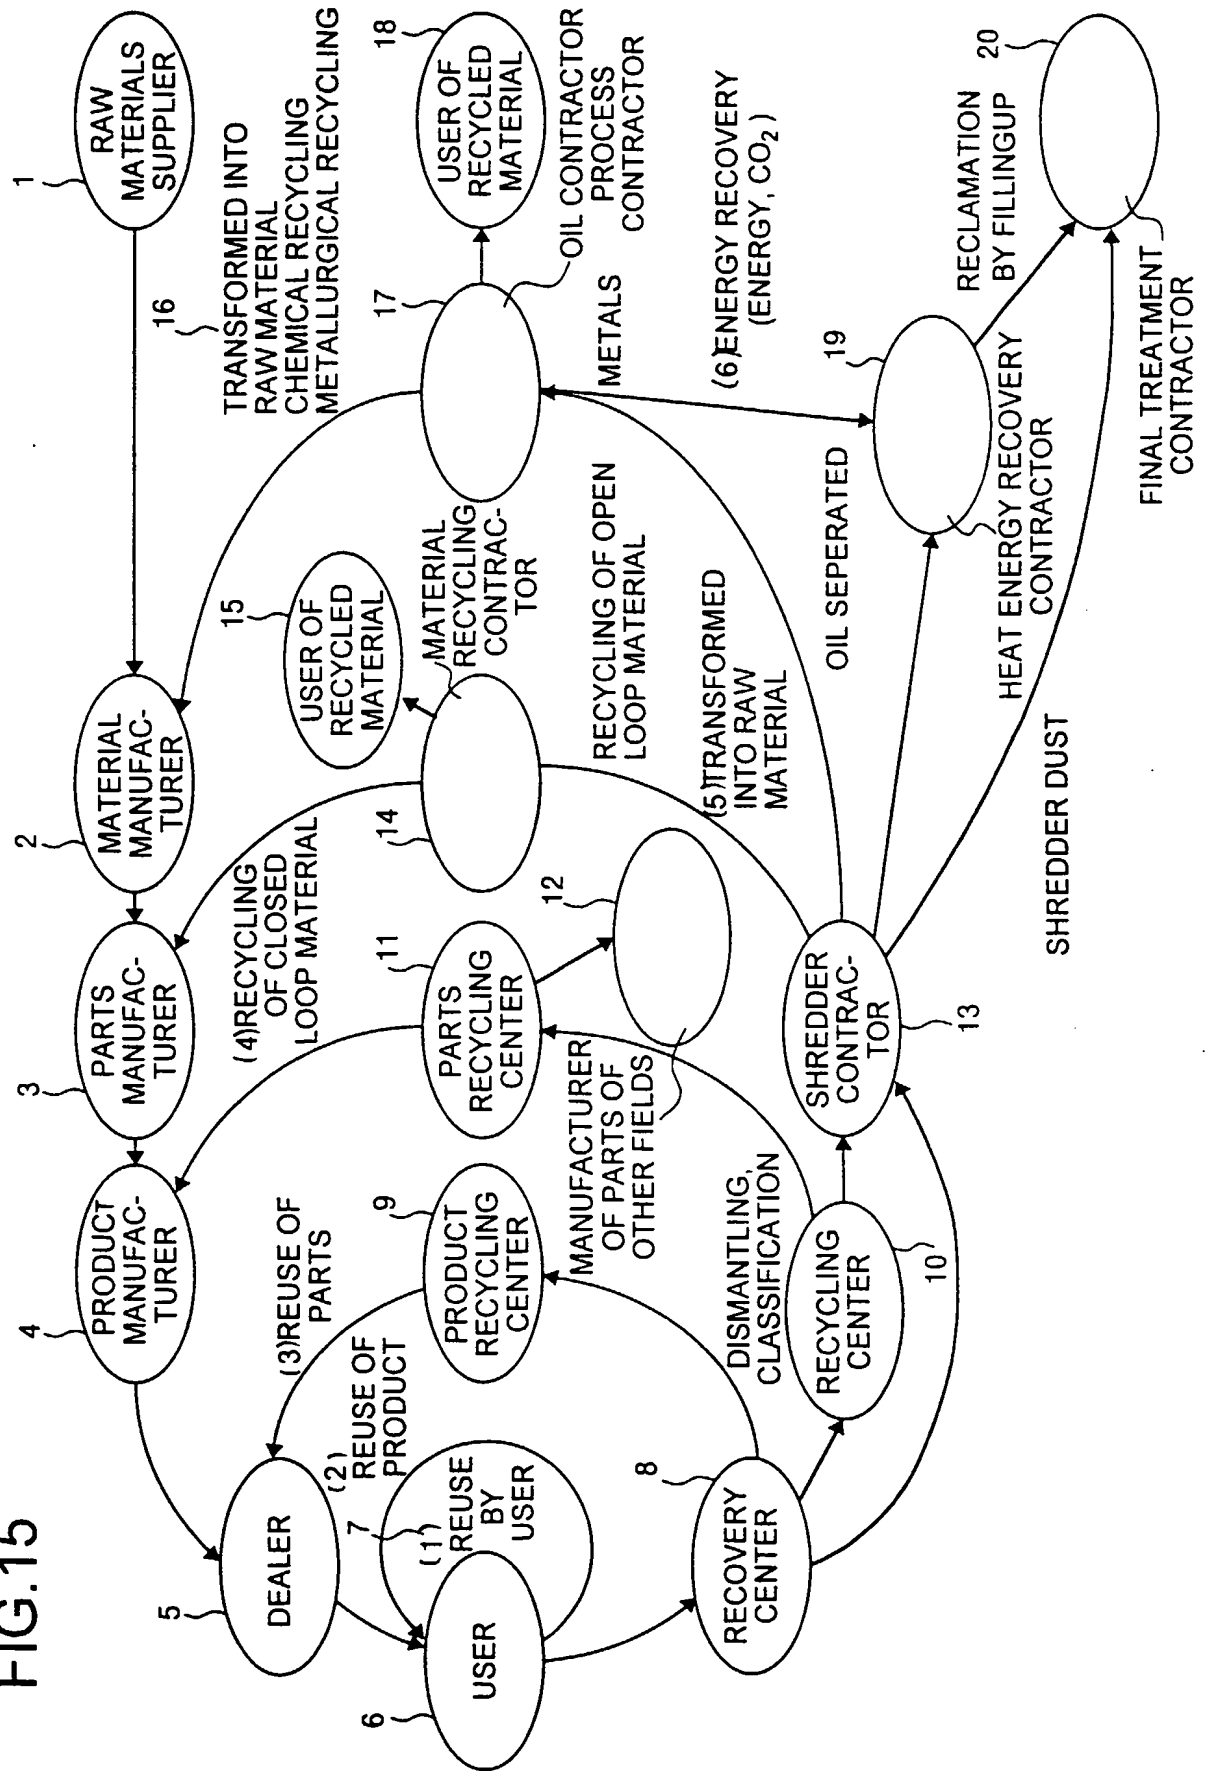 FIG.15
1
RAW
MATERIALS
SUPPLIER
2
MATERIAL
MANUFAC-
TURER
3
PARTS
MANUFAC-
TURER
4
PRODUCT
MANUFAC-
TURER
5
DEALER
6
USER
7
(1)
REUSE
BY
USER
(2)
REUSE OF
PRODUCT
(3)REUSE OF
PARTS
(4)RECYCLING
OF CLOSED
LOOP MATERIAL
16
TRANSFORMED INTO
RAW MATERIAL
CHEMICAL RECYCLING
METALLURGICAL RECYCLING
8
RECOVERY
CENTER
9
PRODUCT
RECYCLING
CENTER
10
RECYCLING
CENTER
DISMANTLING,
CLASSIFICATION
11
PARTS
RECYCLING
CENTER
12
MANUFACTURER
OF PARTS OF
OTHER FIELDS
13
SHREDDER
CONTRAC-
TOR
14
MATERIAL
RECYCLING
CONTRAC-
TOR
15
USER OF
RECYCLED
MATERIAL
RECYCLING OF OPEN
LOOP MATERIAL
(5)TRANSFORMED
INTO RAW
MATERIAL
17
OIL CONTRACTOR
PROCESS
CONTRACTOR
18
USER OF
RECYCLED
MATERIAL
METALS
(6)ENERGY RECOVERY
(ENERGY, CO2)
OIL SEPERATED
19
HEAT ENERGY RECOVERY
CONTRACTOR
RECLAMATION
BY FILLINGUP
20
FINAL TREATMENT
CONTRACTOR
SHREDDER DUST